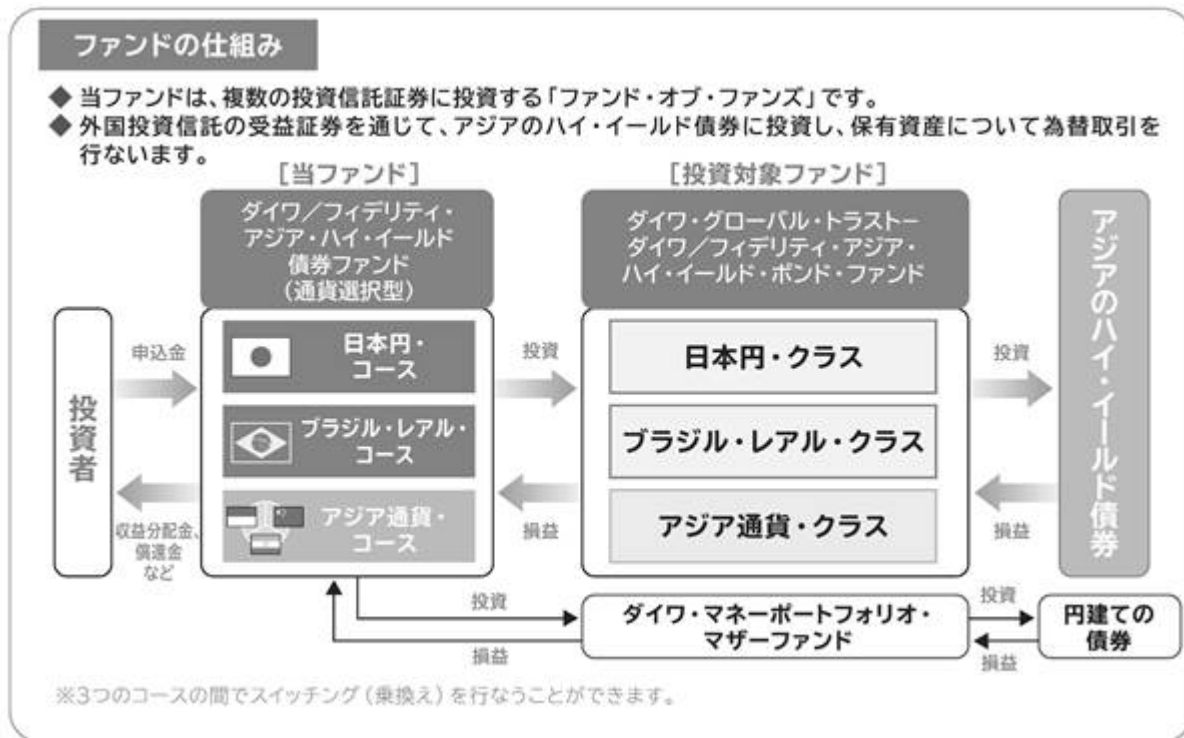 ファンドの仕組み
◆ 当ファンドは、複数の投資信託証券に投資する「ファンド・オブ・ファンズ」です。
◆ 外国投資信託の受益証券を通じて、アジアのハイ・イールド債券に投資し、保有資産について為替取引を
行ないます。
［当ファンド］
ダイワ／フィデリティ・
アジア・ハイ・イールド
債券ファンド
（通貨選択型）
［投資対象ファンド］
ダイワ・グローバル・トラスト－
ダイワ／フィデリティ・アジア・
ハイ・イールド・ボンド・ファンド
投資者
申込金
収益分配金、
償還金
など
日本円・
コース
ブラジル・レアル・
コース
アジア通貨・
コース
投資
損益
日本円・クラス
ブラジル・レアル・クラス
アジア通貨・クラス
投資
損益
アジアのハイ・イールド債券
投資
損益
ダイワ・マネーポートフォリオ・
マザーファンド
投資
損益
円建ての
債券
※3つのコースの間でスイッチング（乗換え）を行なうことができます。